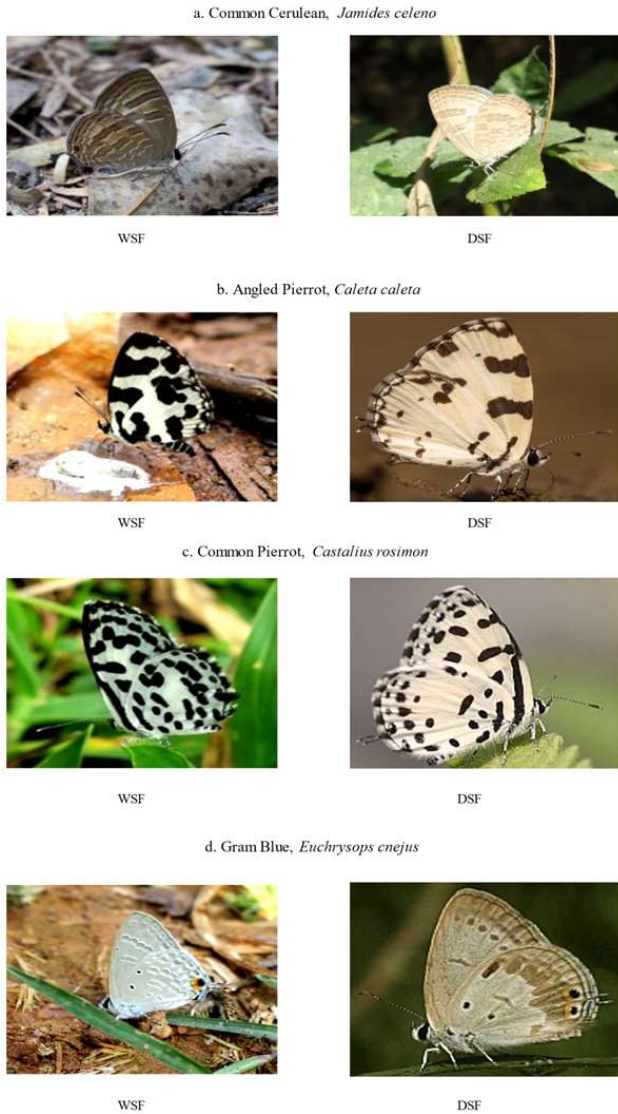 a. Common Cerulean, Jamides celeno
WSF DSF
b. Angled Pierrot, Caleta caleta
WSF DSF
c. Common Pierrot, Castalius rosimon
WSF DSF
d. Gram Blue, Euchrysops cnejus
WSF DSF